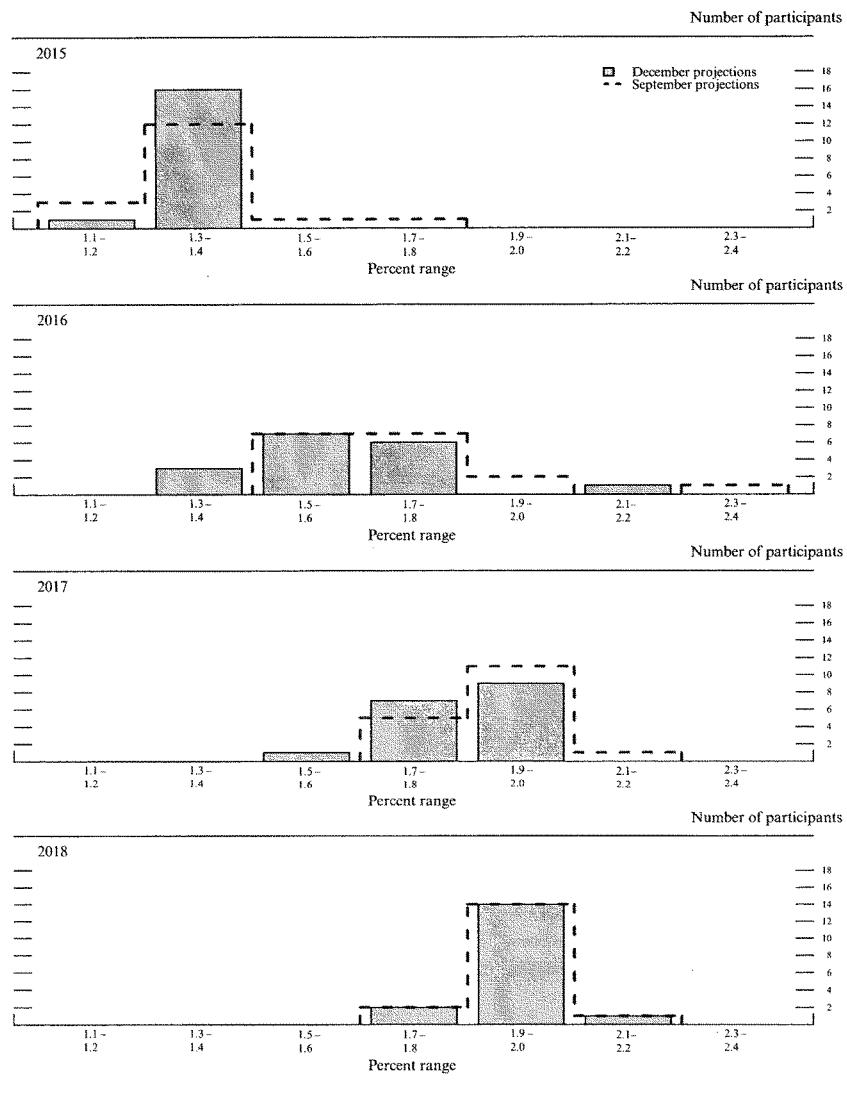 Number of participants
2015
December projections
September projections
18
16
14
12
10
8
6
4
2
1.1 – 1.3 – 1.5 – 1.7 – 1.9 – 2.1 – 2.3 –
1.2 1.4 1.6 1.8 2.0 2.2 2.4
Percent range
Number of participants
2016
18
16
14
12
10
8
6
4
2
1.1 – 1.3 – 1.5 – 1.7 – 1.9 – 2.1 – 2.3 –
1.2 1.4 1.6 1.8 2.0 2.2 2.4
Percent range
Number of participants
2017
18
16
14
12
10
8
6
4
2
1.1 – 1.3 – 1.5 – 1.7 – 1.9 – 2.1 – 2.3 –
1.2 1.4 1.6 1.8 2.0 2.2 2.4
Percent range
Number of participants
2018
18
16
14
12
10
8
6
4
2
1.1 – 1.3 – 1.5 – 1.7 – 1.9 – 2.1 – 2.3 –
1.2 1.4 1.6 1.8 2.0 2.2 2.4
Percent range